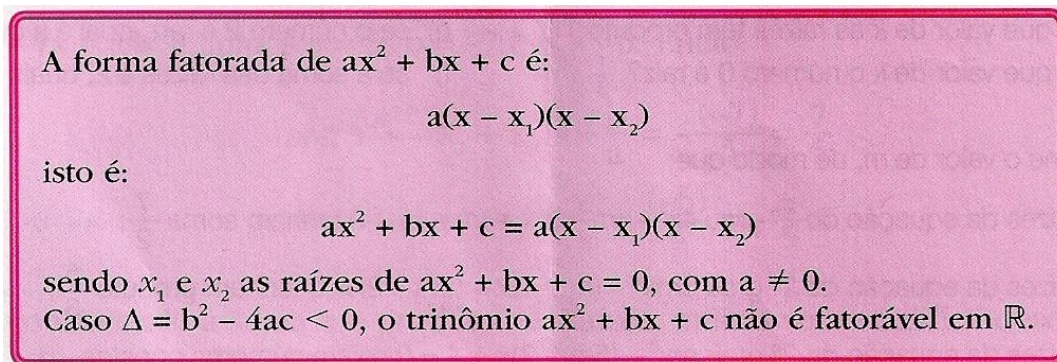 A forma fatorada de ax² + bx + c é:
a(x – x₁)(x – x₂)
isto é:
ax² + bx + c = a(x – x₁)(x – x₂)
sendo x₁ e x₂ as raízes de ax² + bx + c = 0, com a ≠ 0.
Caso Δ = b² – 4ac < 0, o trinômio ax² + bx + c não é fatorável em ℝ.